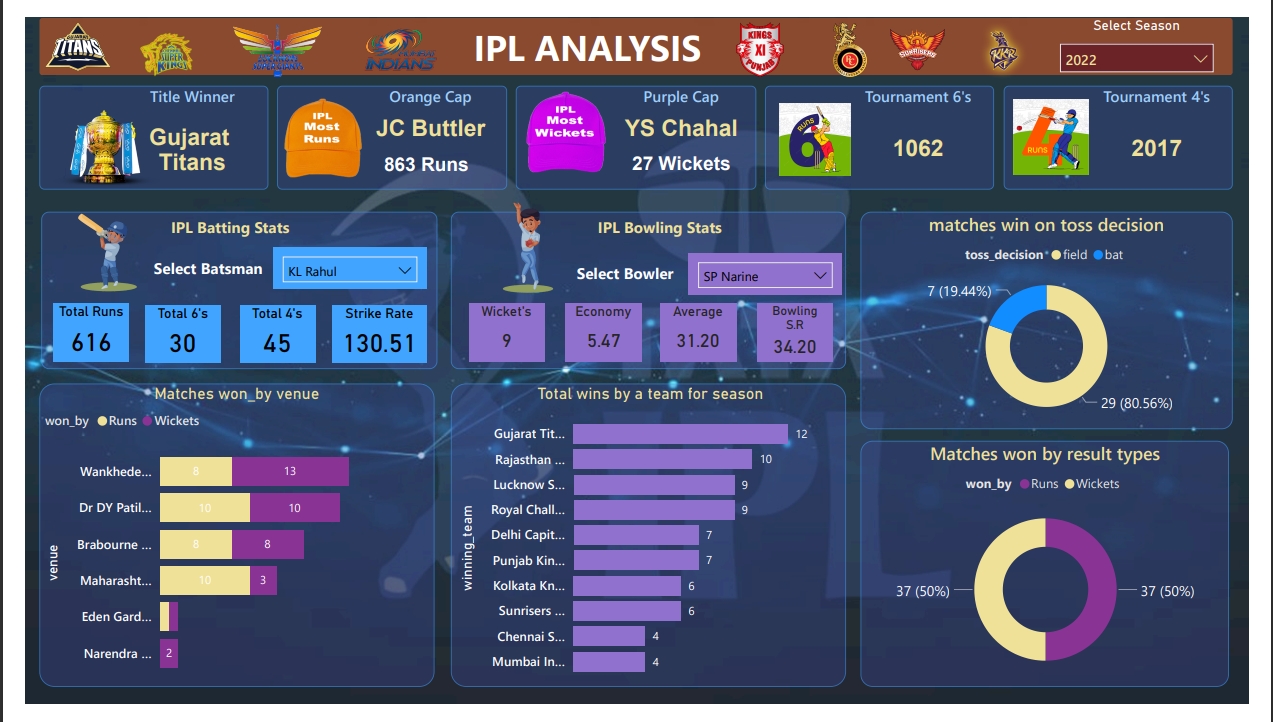 TITANS
SUPER
KINGS
INDIANS
IPL ANALYSIS
KINGS
XI
PUNJAB
SUNRISERS
KKR
Select Season
2022
Title Winner
Gujarat
Titans
Orange Cap
IPL
Most
Runs
JC Buttler
863 Runs
Purple Cap
IPL
Most
Wickets
YS Chahal
27 Wickets
Tournament 6's
6
RUNS
1062
Tournament 4's
4
RUNS
2017
IPL Batting Stats
Select Batsman
KL Rahul
Total Runs
616
Total 6's
30
Total 4's
45
Strike Rate
130.51
IPL Bowling Stats
Select Bowler
SP Narine
Wicket's
9
Economy
5.47
Average
31.20
Bowling
S.R
34.20
matches win on toss decision
toss_decision field bat
7 (19.44%)
29 (80.56%)
Matches won_by venue
won_by Runs Wickets
venue
Wankhede... 8 13
Dr DY Patil... 10 10
Brabourne ... 8 8
Maharasht... 10 3
Eden Gard...
Narendra ... 2
Total wins by a team for season
winning_team
Gujarat Tit... 12
Rajasthan ... 10
Lucknow S... 9
Royal Chall... 9
Delhi Capit... 7
Punjab Kin... 7
Kolkata Kn... 6
Sunrisers ... 6
Chennai S... 4
Mumbai In... 4
Matches won by result types
won_by Runs Wickets
37 (50%)
37 (50%)
IPL